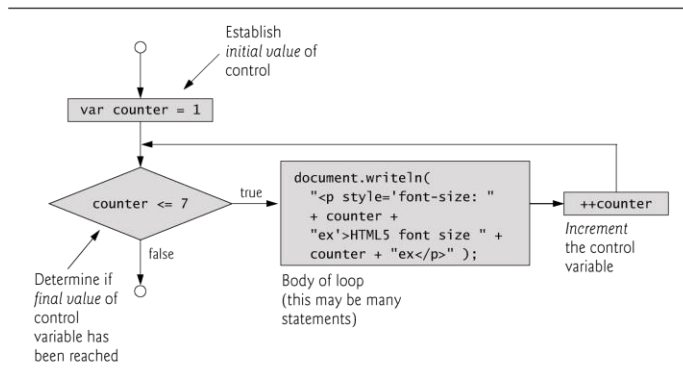 Establish
initial value of
control
var counter = 1
counter <= 7
true
false
document.writeln(
"<p style='font-size: "
+ counter +
"ex'>HTML5 font size " +
counter + "ex</p>" );
++counter
Increment
the control
variable
Body of loop
(this may be many
statements)
Determine if
final value of
control
variable has
been reached